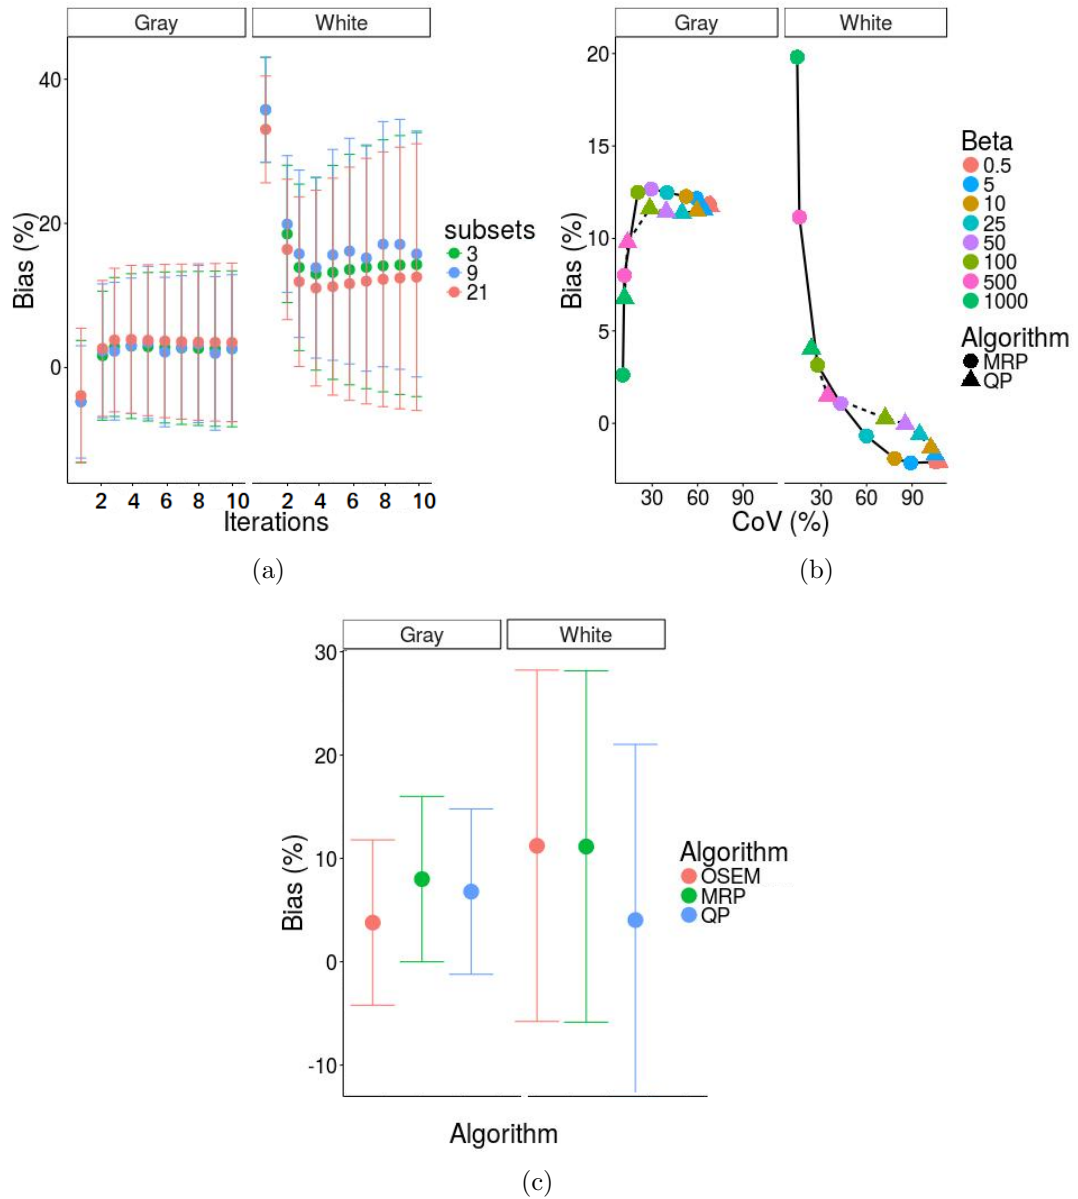 Gray White
40
20
0
Bias (%)
2 4 6 8 10 2 4 6 8 10
Iterations
subsets
3
9
21
(a)
Gray White
20
15
10
5
0
Bias (%)
30 60 90 30 60 90
CoV (%)
Beta
0.5
5
10
25
50
100
500
1000
Algorithm
MRP
QP
(b)
Gray White
30
20
10
0
-10
Bias (%)
Algorithm
Algorithm
OSEM
MRP
QP
(c)